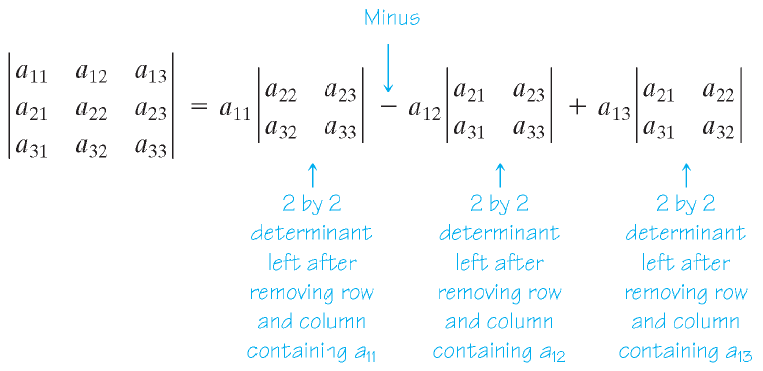 Minus
| a11 a12 a13 |
| a21 a22 a23 | = a11 | a22 a23 | − a12 | a21 a23 | + a13 | a21 a22 |
| a31 a32 a33 | | a32 a33 | | a31 a33 | | a31 a32 |
2 by 2
determinant
left after
removing row
and column
containing a11
2 by 2
determinant
left after
removing row
and column
containing a12
2 by 2
determinant
left after
removing row
and column
containing a13